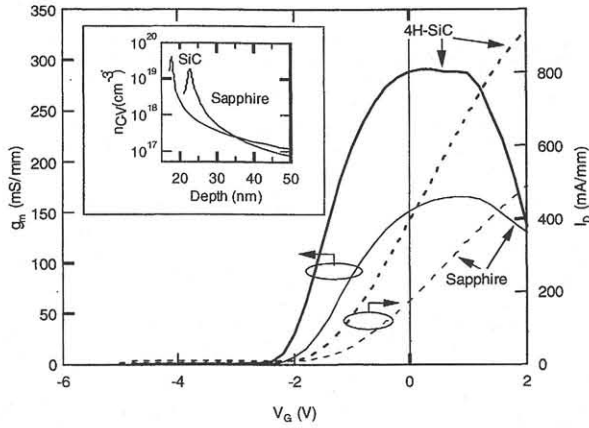 350
300
250
200
150
100
50
0
g_m (mS/mm)
-6
-4
-2
0
2
V_G (V)
800
600
400
200
0
I_D (mA/mm)
4H-SiC
Sapphire
n_CV(cm^-3)
10^20
10^19
10^18
10^17
SiC
Sapphire
20
30
40
50
Depth (nm)